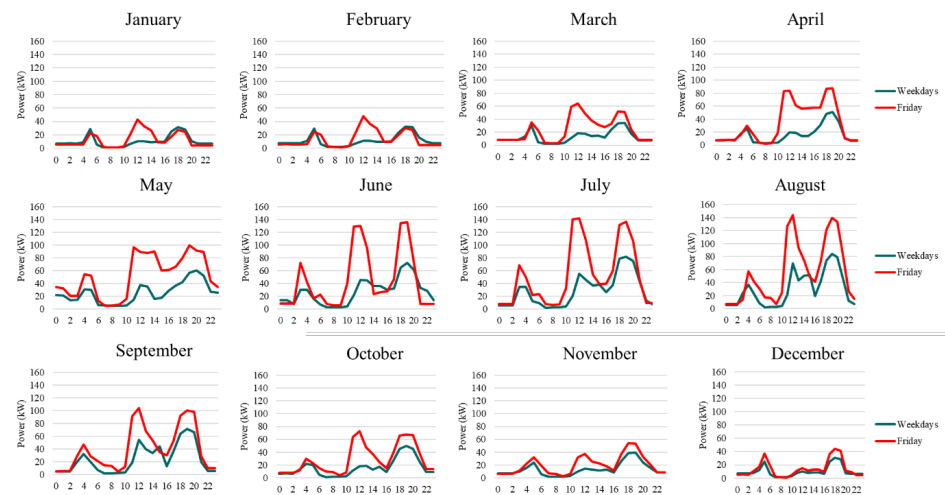 January February March April
160 160 160 160
140 140 140 140
120 120 120 120
100 100 100 100
80 80 80 80
60 60 60 60
40 40 40 40
20 20 20 20
0 0 0 0
Power (kW) Power (kW) Power (kW) Power (kW)
0 2 4 6 8 10 12 14 16 18 20 22 0 2 4 6 8 10 12 14 16 18 20 22 0 2 4 6 8 10 12 14 16 18 20 22 0 2 4 6 8 10 12 14 16 18 20 22
Weekdays
Friday
May June July August
160 160 160 160
140 140 140 140
120 120 120 120
100 100 100 100
80 80 80 80
60 60 60 60
40 40 40 40
20 20 20 20
0 0 0 0
Power (kW) Power (kW) Power (kW) Power (kW)
0 2 4 6 8 10 12 14 16 18 20 22 0 2 4 6 8 10 12 14 16 18 20 22 0 2 4 6 8 10 12 14 16 18 20 22 0 2 4 6 8 10 12 14 16 18 20 22
Weekdays
Friday
September October November December
160 160 160 160
140 140 140 140
120 120 120 120
100 100 100 100
80 80 80 80
60 60 60 60
40 40 40 40
20 20 20 20
0 0 0 0
Power (kW) Power (kW) Power (kW) Power (kW)
0 2 4 6 8 10 12 14 16 18 20 22 0 2 4 6 8 10 12 14 16 18 20 22 0 2 4 6 8 10 12 14 16 18 20 22 0 2 4 6 8 10 12 14 16 18 20 22
Weekdays
Friday